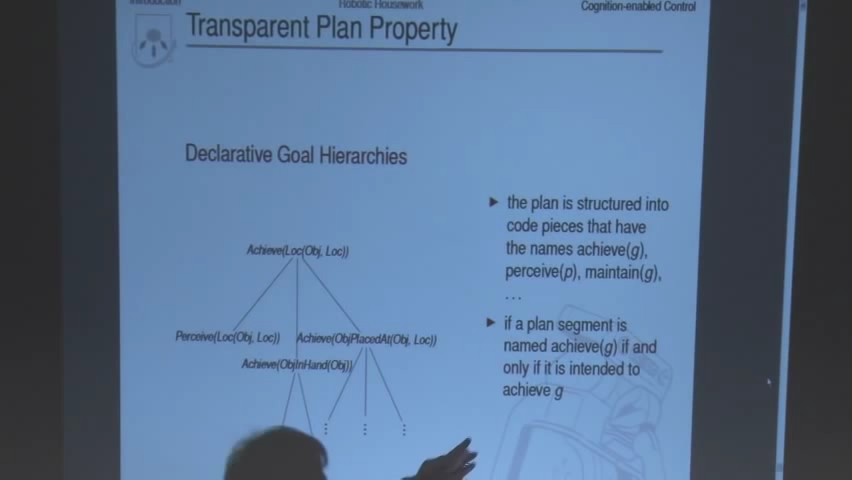 Introduction
Robotic Housework
Cognition-enabled Control
Transparent Plan Property
Declarative Goal Hierarchies
Achieve(Loc(Obj, Loc))
Perceive(Loc(Obj, Loc))
Achieve(ObjPlacedAt(Obj, Loc))
Achieve(ObjInHand(Obj))
⋮ ⋮ ⋮
▶ the plan is structured into
code pieces that have
the names achieve(g),
perceive(p), maintain(g),
...
▶ if a plan segment is
named achieve(g) if and
only if it is intended to
achieve g